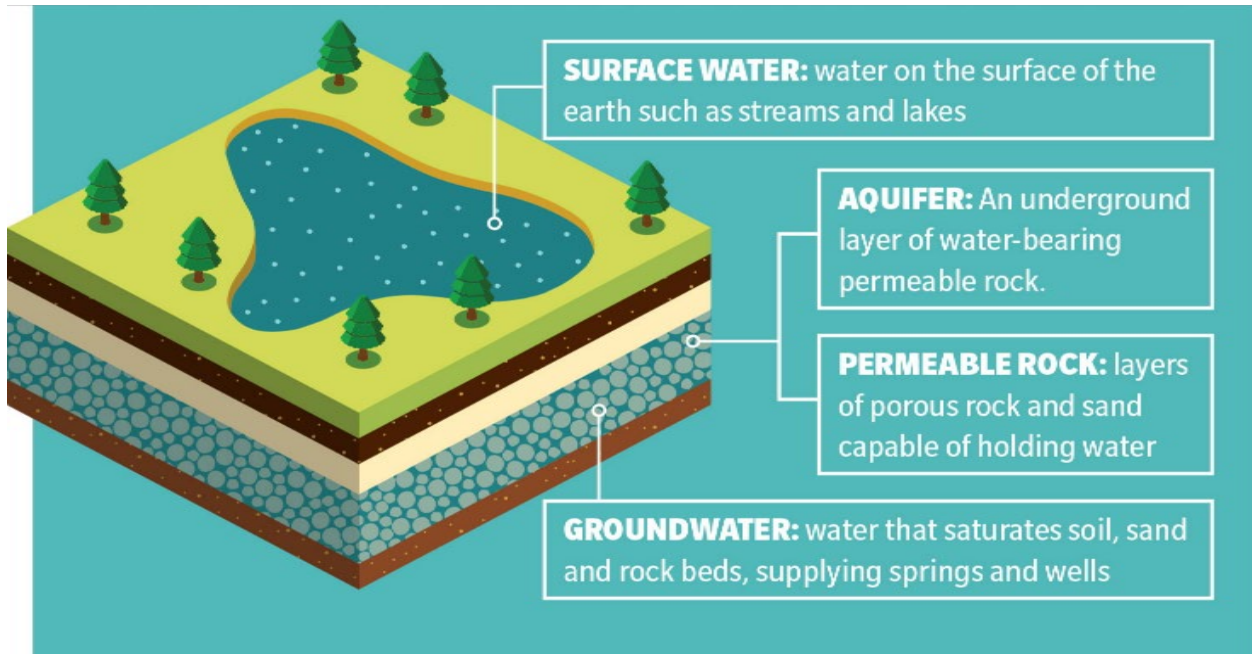 SURFACE WATER: water on the surface of the
earth such as streams and lakes
AQUIFER: An underground
layer of water-bearing
permeable rock.
PERMEABLE ROCK: layers
of porous rock and sand
capable of holding water
GROUNDWATER: water that saturates soil, sand
and rock beds, supplying springs and wells